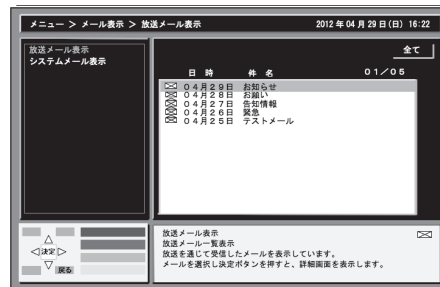 メニュー ＞ メール表示 ＞ 放送メール表示
2012 年 04 月 29 日(日) 16:22
放送メール表示
システムメール表示
全て
日 時 件 名 ０１／０５
０４月２９日 お知らせ
０４月２８日 お願い
０４月２７日 告知情報
０４月２６日 緊急
０４月２５日 テストメール
決定
戻る
放送メール表示
放送メール一覧表示
放送を通じて受信したメールを表示しています。
メールを選択し決定ボタンを押すと、詳細画面を表示します。